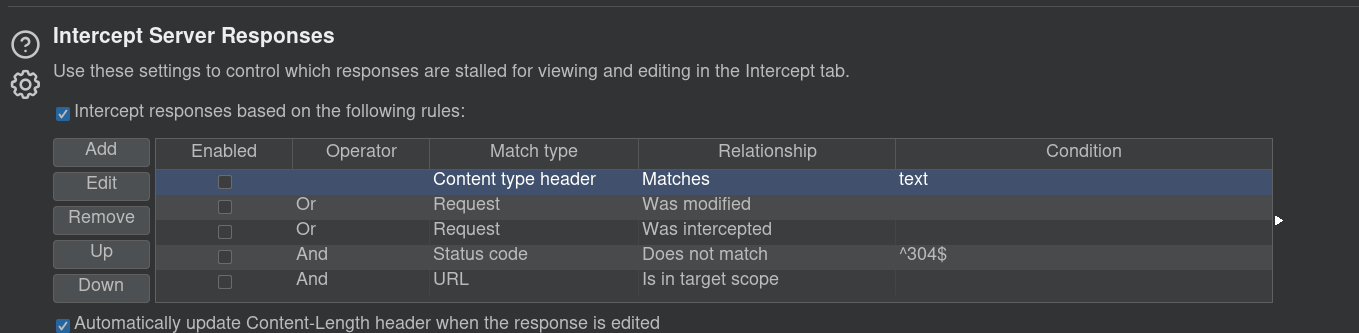 Intercept Server Responses
Use these settings to control which responses are stalled for viewing and editing in the Intercept tab.
Intercept responses based on the following rules:
Add
Edit
Remove
Up
Down
Enabled Operator Match type Relationship Condition
Content type header Matches text
Or Request Was modified
Or Request Was intercepted
And Status code Does not match ^304$
And URL Is in target scope
Automatically update Content-Length header when the response is edited